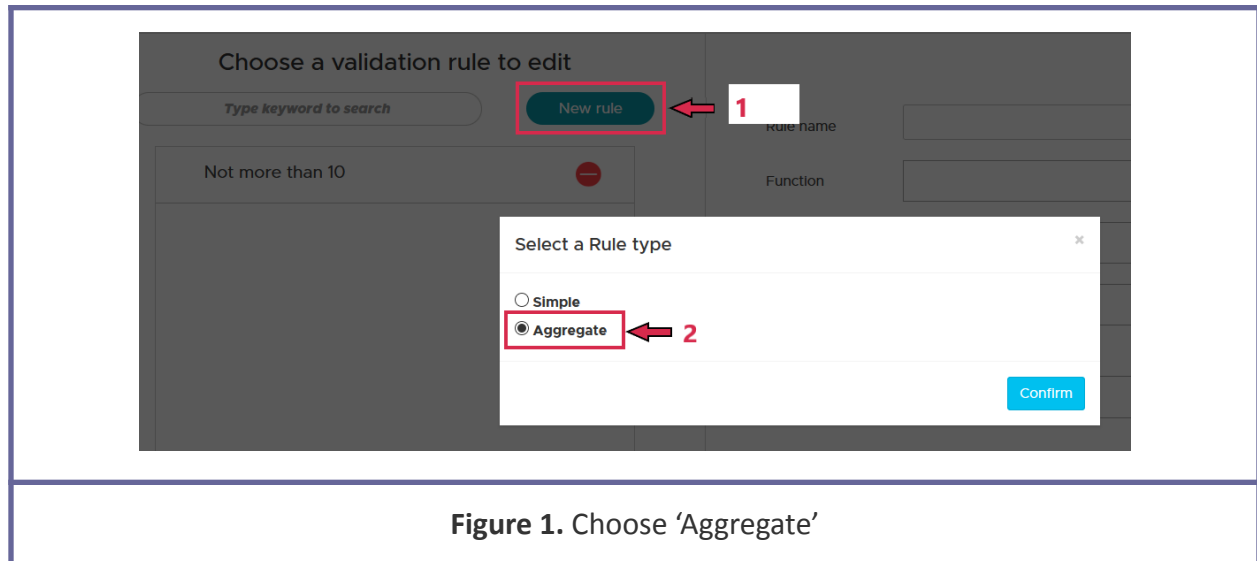 Choose a validation rule to edit
Type keyword to search
New rule
1
Rule name
Not more than 10
Function
Select a Rule type
×
Simple
Aggregate
2
Confirm
Figure 1. Choose ‘Aggregate’